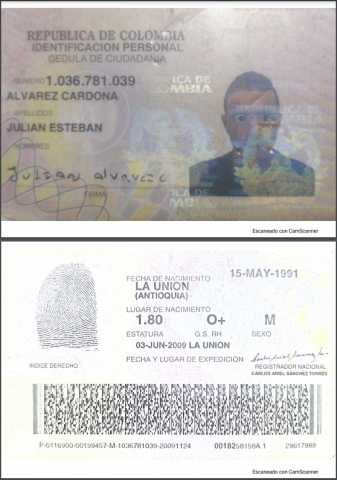 REPUBLICA DE COLOMBIA
IDENTIFICACION PERSONAL
CEDULA DE CIUDADANIA
NUMERO 1.036.781.039
ALVAREZ CARDONA
APELLIDOS
JULIAN ESTEBAN
NOMBRES
Julian alvarez c
FIRMA
Escaneado con CamScanner
FECHA DE NACIMIENTO 15-MAY-1991
LA UNION
(ANTIOQUIA)
LUGAR DE NACIMIENTO
1.80 O+ M
ESTATURA G.S. RH SEXO
03-JUN-2009 LA UNION
FECHA Y LUGAR DE EXPEDICION
INDICE DERECHO
REGISTRADOR NACIONAL
CARLOS ARIEL SANCHEZ TORRES
P-0116900-00199457-M-1036781039-20091124 0018258158A 1 29617988
Escaneado con CamScanner